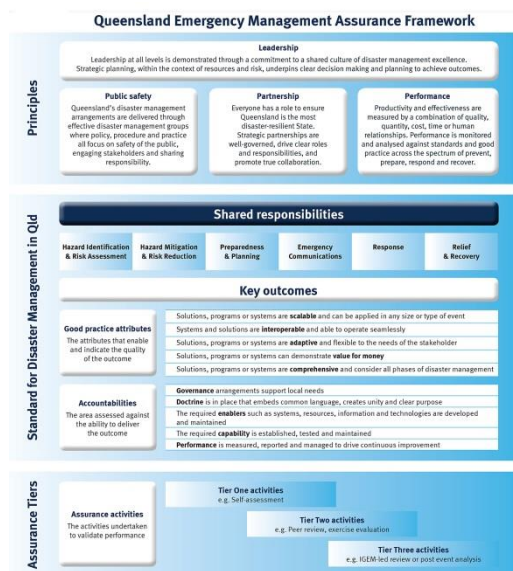 Queensland Emergency Management Assurance Framework
Principles
Leadership
Leadership at all levels is demonstrated through a commitment to a shared culture of disaster management excellence.
Strategic planning, within the context of resources and risk, underpins clear decision making and planning to achieve outcomes.
Public safety
Queensland's disaster management
arrangements are delivered through
effective disaster management groups
where policy, procedure and practice
all focus on safety of the public,
engaging stakeholders and sharing
responsibility.
Partnership
Everyone has a role to ensure
Queensland is the most
disaster-resilient State.
Strategic partnerships are
well-governed, drive clear roles
and responsibilities, and
promote true collaboration.
Performance
Productivity and effectiveness are
measured by a combination of quality,
quantity, cost, time or human
relationships. Performance is monitored
and analysed against standards and good
practice across the spectrum of prevent,
prepare, respond and recover.
Standard for Disaster Management in Qld
Shared responsibilities
Hazard Identification
& Risk Assessment
Hazard Mitigation
& Risk Reduction
Preparedness
& Planning
Emergency
Communications
Response
Relief
& Recovery
Key outcomes
Good practice attributes
The attributes that enable
and indicate the quality
of the outcome
Solutions, programs or systems are scalable and can be applied in any size or type of event
Systems and solutions are interoperable and able to operate seamlessly
Solutions, programs or systems are adaptive and flexible to the needs of the stakeholder
Solutions, programs or systems can demonstrate value for money
Solutions, programs or systems are comprehensive and consider all phases of disaster management
Accountabilities
The area assessed against
the ability to deliver
the outcome
Governance arrangements support local needs
Doctrine is in place that embeds common language, creates unity and clear purpose
The required enablers such as systems, resources, information and technologies are developed
and maintained
The required capability is established, tested and maintained
Performance is measured, reported and managed to drive continuous improvement
Assurance Tiers
Assurance activities
The activities undertaken
to validate performance
Tier One activities
e.g. Self-assessment
Tier Two activities
e.g. Peer review, exercise evaluation
Tier Three activities
e.g. IGEM-led review or post event analysis